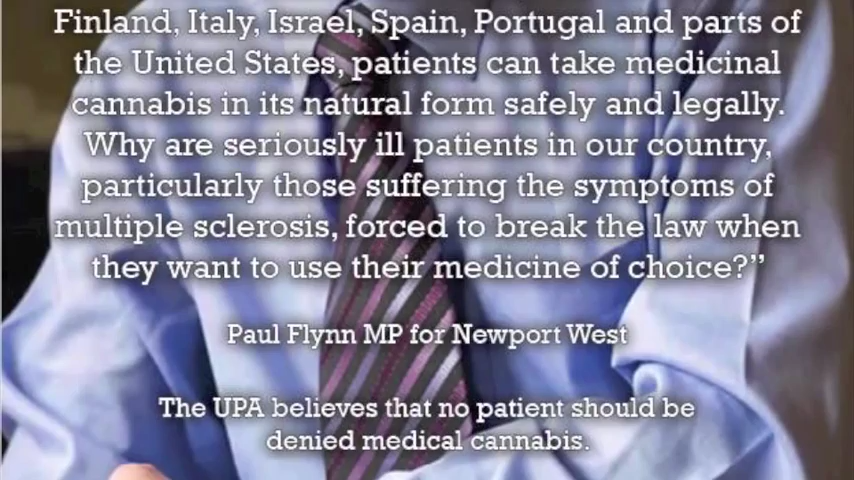 Finland, Italy, Israel, Spain, Portugal and parts of
the United States, patients can take medicinal
cannabis in its natural form safely and legally.
Why are seriously ill patients in our country,
particularly those suffering the symptoms of
multiple sclerosis, forced to break the law when
they want to use their medicine of choice?”
Paul Flynn MP for Newport West
The UPA believes that no patient should be
denied medical cannabis.